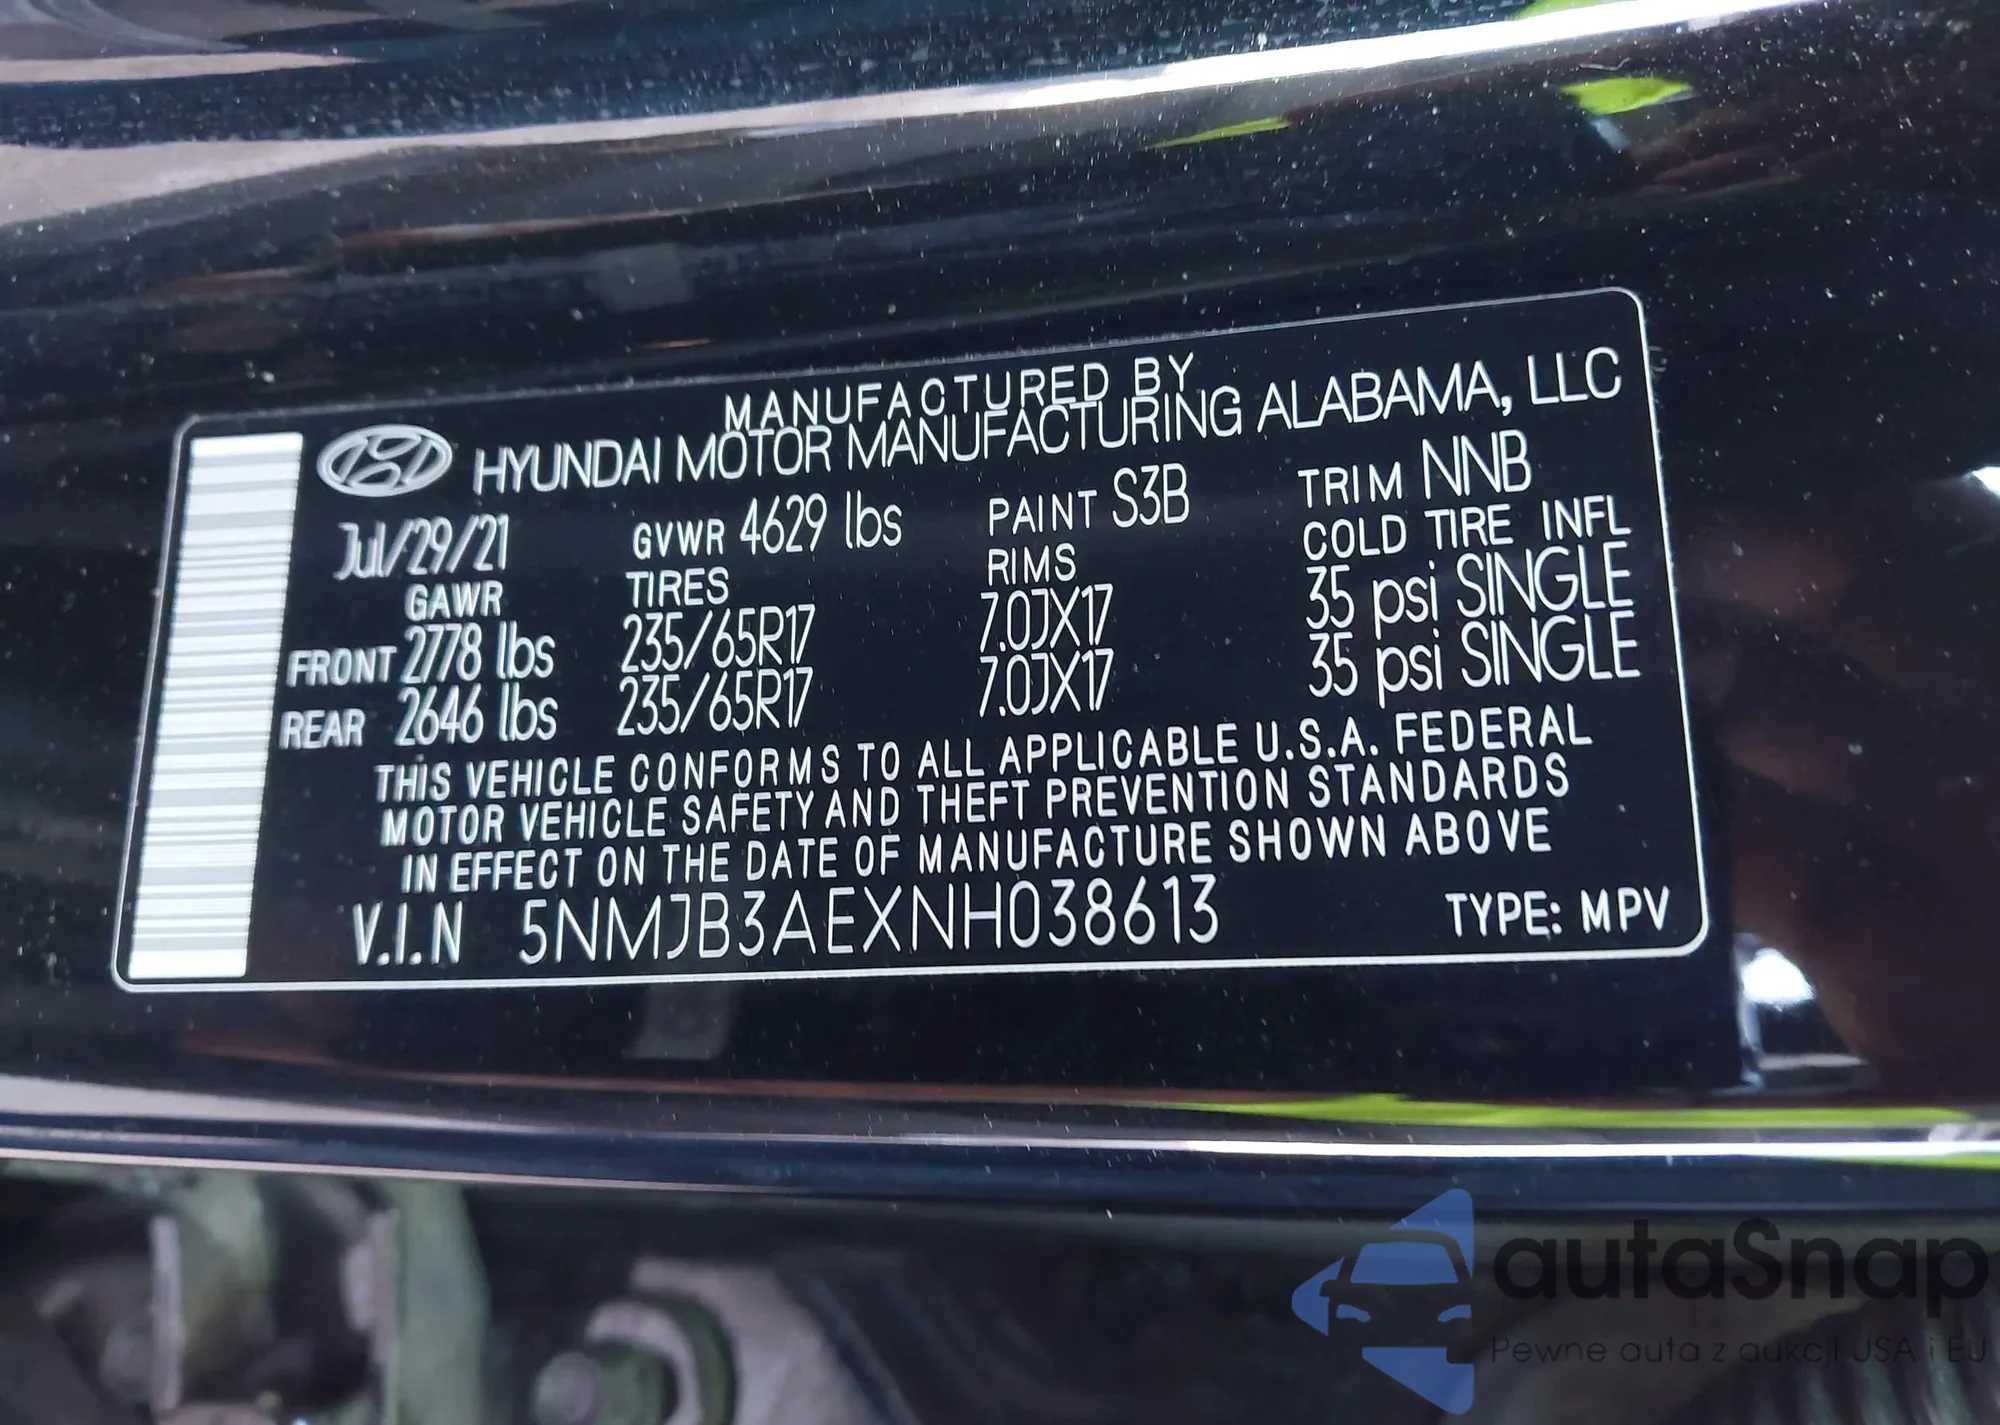 MANUFACTURED BY
HYUNDAI MOTOR MANUFACTURING ALABAMA, LLC
Jul/29/21 GVWR 4629 lbs PAINT S3B TRIM NNB
GAWR TIRES RIMS COLD TIRE INFL
FRONT 2778 lbs 235/65R17 7.0JX17 35 psi SINGLE
REAR 2646 lbs 235/65R17 7.0JX17 35 psi SINGLE
THIS VEHICLE CONFORMS TO ALL APPLICABLE U.S.A. FEDERAL
MOTOR VEHICLE SAFETY AND THEFT PREVENTION STANDARDS
IN EFFECT ON THE DATE OF MANUFACTURE SHOWN ABOVE
V.I.N 5NMJB3AEXNH038613 TYPE: MPV
autaSnap
Pewne auta z aukcji USA i EU